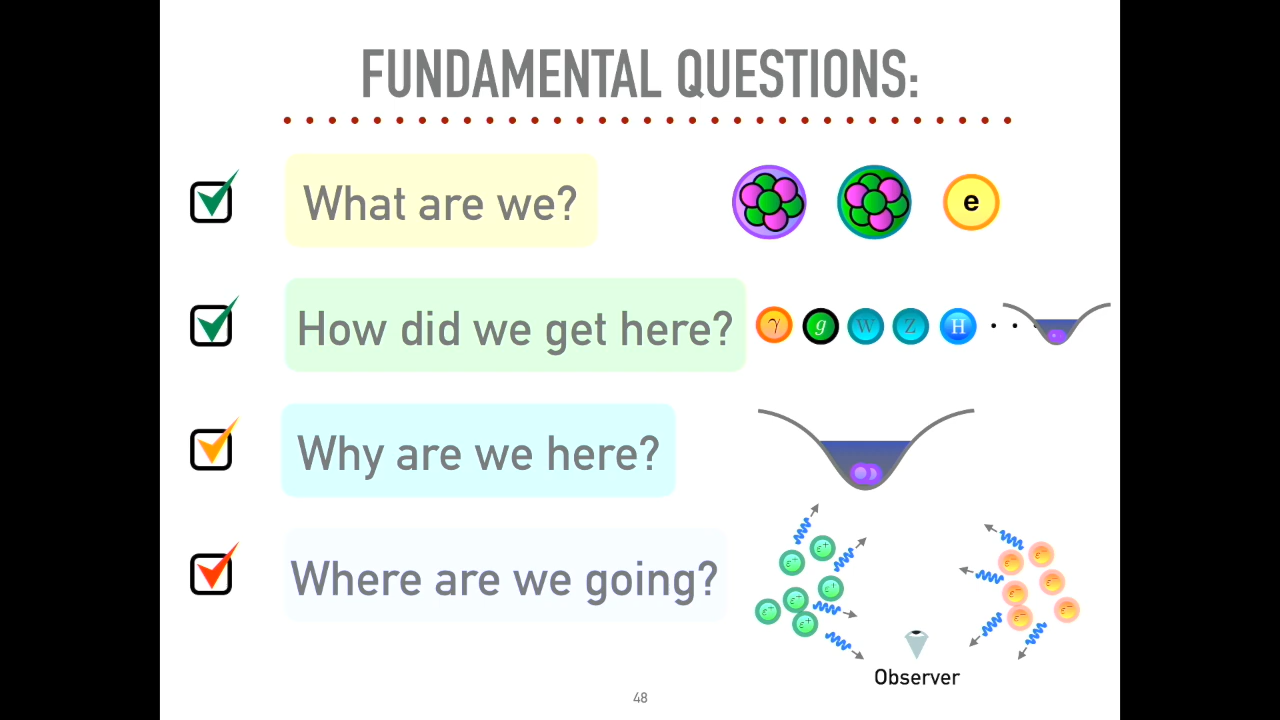 FUNDAMENTAL QUESTIONS:
What are we?
e
How did we get here?
γ g W Z H
Why are we here?
Where are we going?
ε⁺ ε⁺ ε⁺ ε⁺ ε⁺ ε⁺
ε⁻ ε⁻ ε⁻ ε⁻ ε⁻ ε⁻
Observer
48